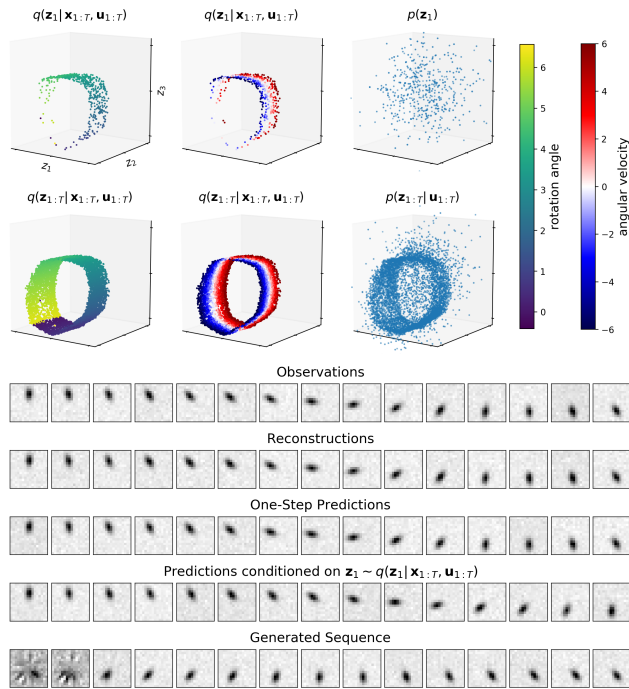 q(z₁|x₁:T, u₁:T)
q(z₁|x₁:T, u₁:T)
p(z₁)
z₁
z₂
z₃
q(z₁:T|x₁:T, u₁:T)
q(z₁:T|x₁:T, u₁:T)
p(z₁:T|u₁:T)
6
5
4
3
2
1
0
rotation angle
6
4
2
0
−2
−4
−6
angular velocity
Observations
Reconstructions
One-Step Predictions
Predictions conditioned on z₁ ~ q(z₁|x₁:T, u₁:T)
Generated Sequence